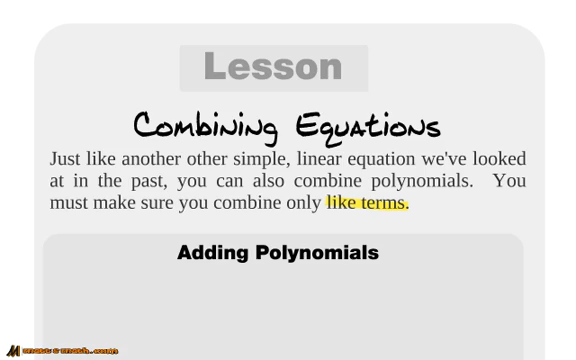 Lesson
Combining Equations
Just like another other simple, linear equation we've looked
at in the past, you can also combine polynomials. You
must make sure you combine only like terms.
Adding Polynomials